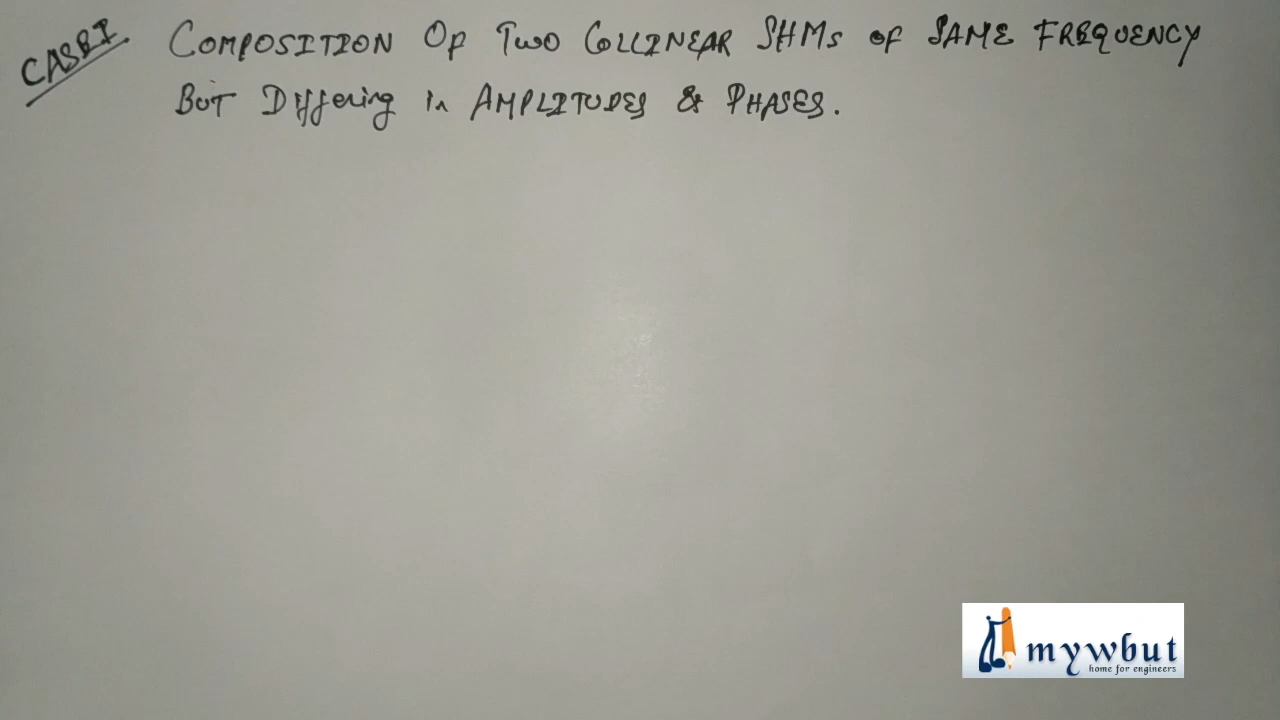 CASE I COMPOSITION OF TWO COLLINEAR SHMs OF SAME FREQUENCY
BUT Differing in AMPLITUDES & PHASES.
mywbut
home for engineers